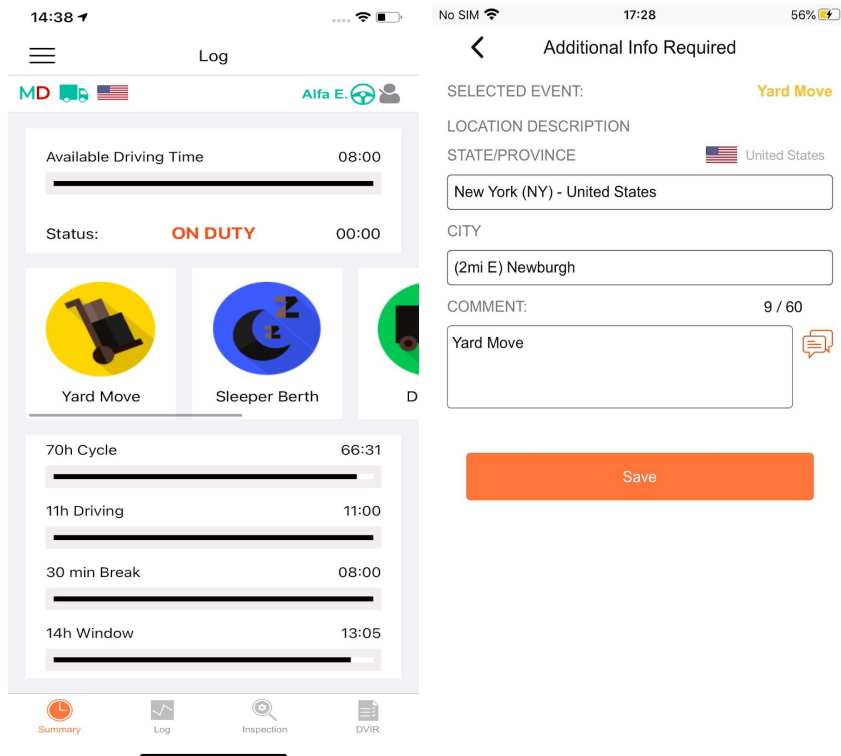 14:38
Log
MD
Alfa E.
Available Driving Time 08:00
Status: ON DUTY 00:00
Yard Move Sleeper Berth D
70h Cycle 66:31
11h Driving 11:00
30 min Break 08:00
14h Window 13:05
Summary Log Inspection DVIR
No SIM 17:28 56%
Additional Info Required
SELECTED EVENT: Yard Move
LOCATION DESCRIPTION
STATE/PROVINCE United States
New York (NY) - United States
CITY
(2mi E) Newburgh
COMMENT: 9 / 60
Yard Move
Save